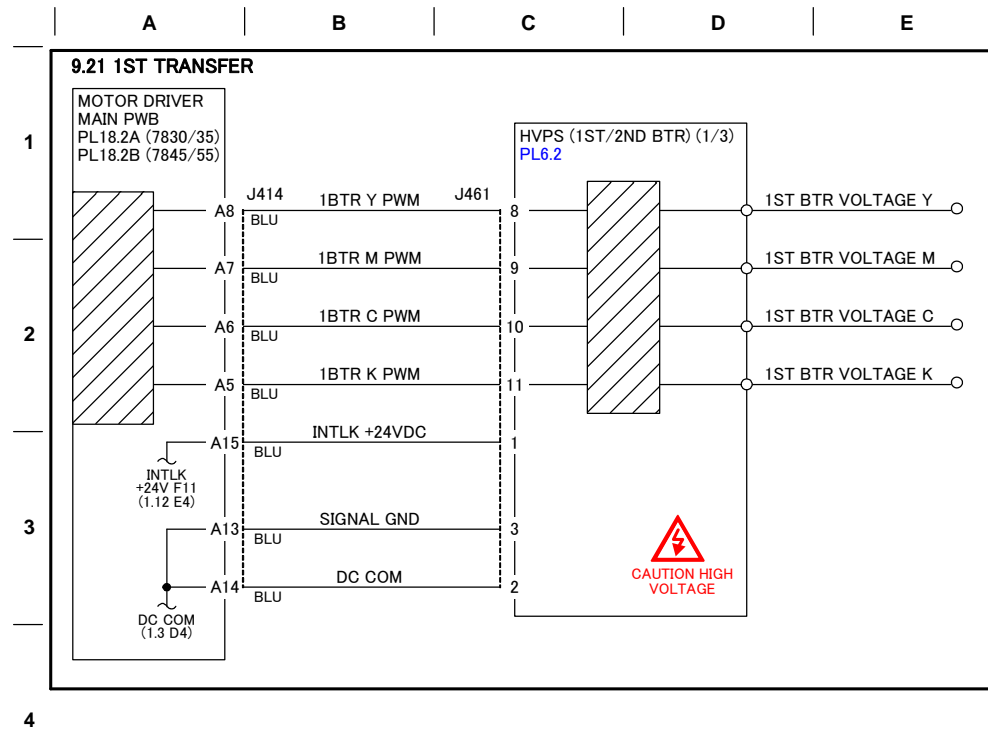 A B C D E
9.21 1ST TRANSFER
MOTOR DRIVER
MAIN PWB
PL18.2A (7830/35)
PL18.2B (7845/55)
1
HVPS (1ST/2ND BTR) (1/3)
PL6.2
J414 J461
A8 BLU 1BTR Y PWM 8 1ST BTR VOLTAGE Y
A7 BLU 1BTR M PWM 9 1ST BTR VOLTAGE M
2
A6 BLU 1BTR C PWM 10 1ST BTR VOLTAGE C
A5 BLU 1BTR K PWM 11 1ST BTR VOLTAGE K
A15 BLU INTLK +24VDC 1
INTLK
+24V F11
(1.12 E4)
3
A13 BLU SIGNAL GND 3
A14 BLU DC COM 2
CAUTION HIGH
VOLTAGE
DC COM
(1.3 D4)
4